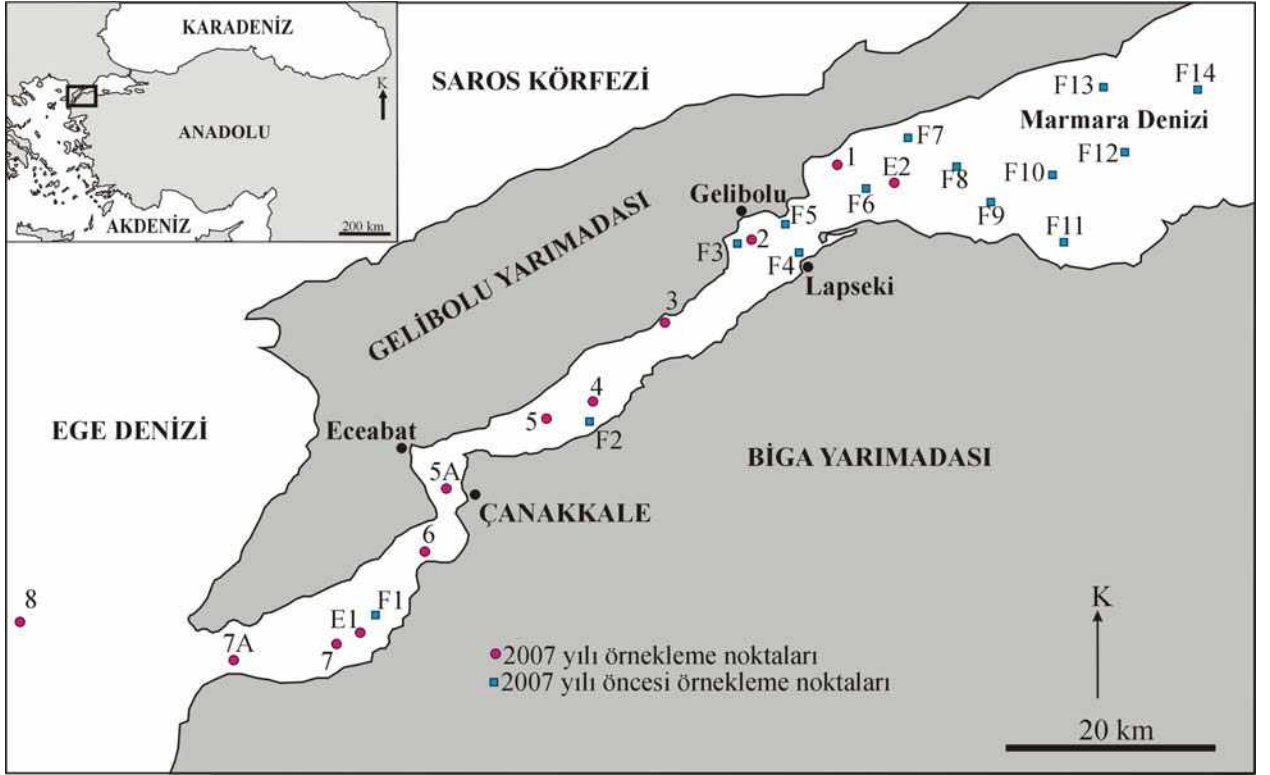 KARADENİZ
K
ANADOLU
AKDENİZ
200 km
SAROS KÖRFEZİ
F13
F14
Marmara Denizi
F7
1
E2
F12
F8
F10
F6
F9
Gelibolu
F5
2
F3
F4
F11
Lapseki
GELİBOLU YARIMADASI
3
4
5
F2
EGE DENİZİ
Eceabat
BİGA YARIMADASI
5A
ÇANAKKALE
6
8
F1
E1
7A
7
K
2007 yılı örnekleme noktaları
2007 yılı öncesi örnekleme noktaları
20 km